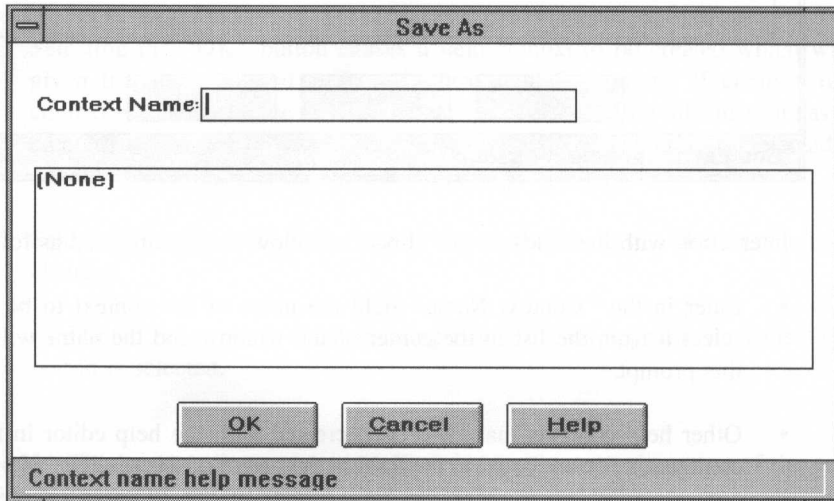 Save As
Context Name:
(None)
OK Cancel Help
Context name help message